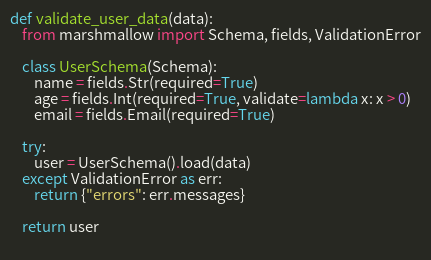 def validate_user_data(data):
    from marshmallow import Schema, fields, ValidationError

    class UserSchema(Schema):
        name = fields.Str(required=True)
        age = fields.Int(required=True, validate=lambda x: x > 0)
        email = fields.Email(required=True)

    try:
        user = UserSchema().load(data)
    except ValidationError as err:
        return {"errors": err.messages}

    return user